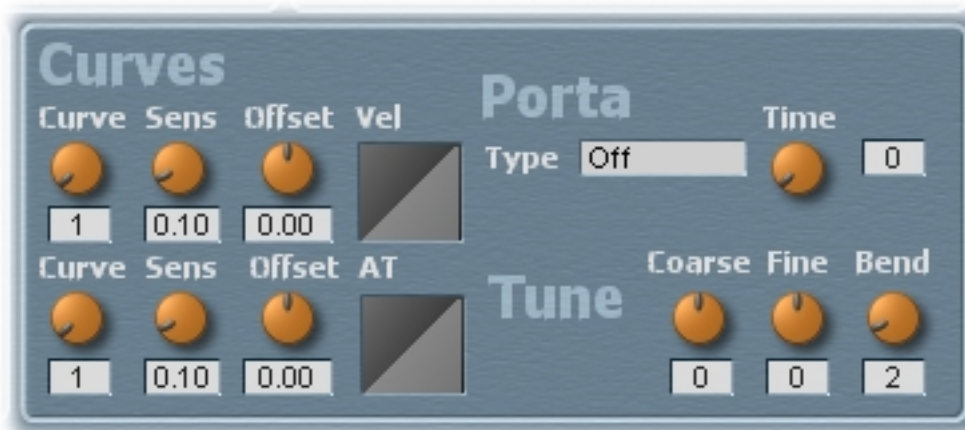 Curves
Curve Sens Offset Vel
1 0.10 0.00
Curve Sens Offset AT
1 0.10 0.00
Porta
Time
Type Off 0
Tune
Coarse Fine Bend
0 0 2